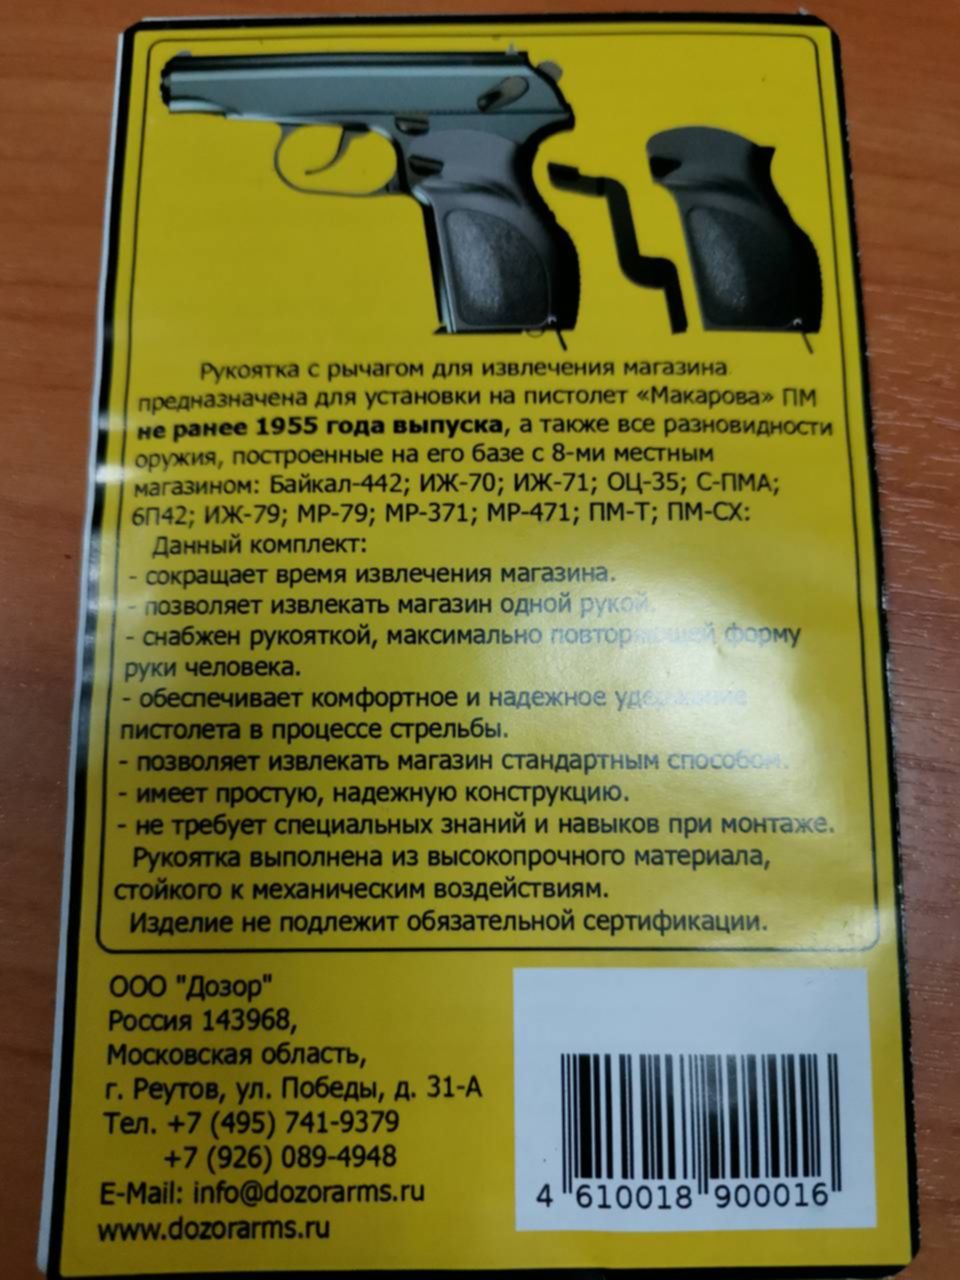 Рукоятка с рычагом для извлечения магазина
предназначена для установки на пистолет «Макарова» ПМ
не ранее 1955 года выпуска, а также все разновидности
оружия, построенные на его базе с 8-ми местным
магазином: Байкал-442; ИЖ-70; ИЖ-71; ОЦ-35; С-ПМА;
6П42; ИЖ-79; МР-79; МР-371; МР-471; ПМ-Т; ПМ-СХ:
Данный комплект:
- сокращает время извлечения магазина.
- позволяет извлекать магазин одной рукой.
- снабжен рукояткой, максимально повторяющей форму
руки человека.
- обеспечивает комфортное и надежное удержание
пистолета в процессе стрельбы.
- позволяет извлекать магазин стандартным способом.
- имеет простую, надежную конструкцию.
- не требует специальных знаний и навыков при монтаже.
Рукоятка выполнена из высокопрочного материала,
стойкого к механическим воздействиям.
Изделие не подлежит обязательной сертификации.
ООО "Дозор"
Россия 143968,
Московская область,
г. Реутов, ул. Победы, д. 31-А
Тел. +7 (495) 741-9379
+7 (926) 089-4948
E-Mail: info@dozorarms.ru
www.dozorarms.ru
4 610018 900016